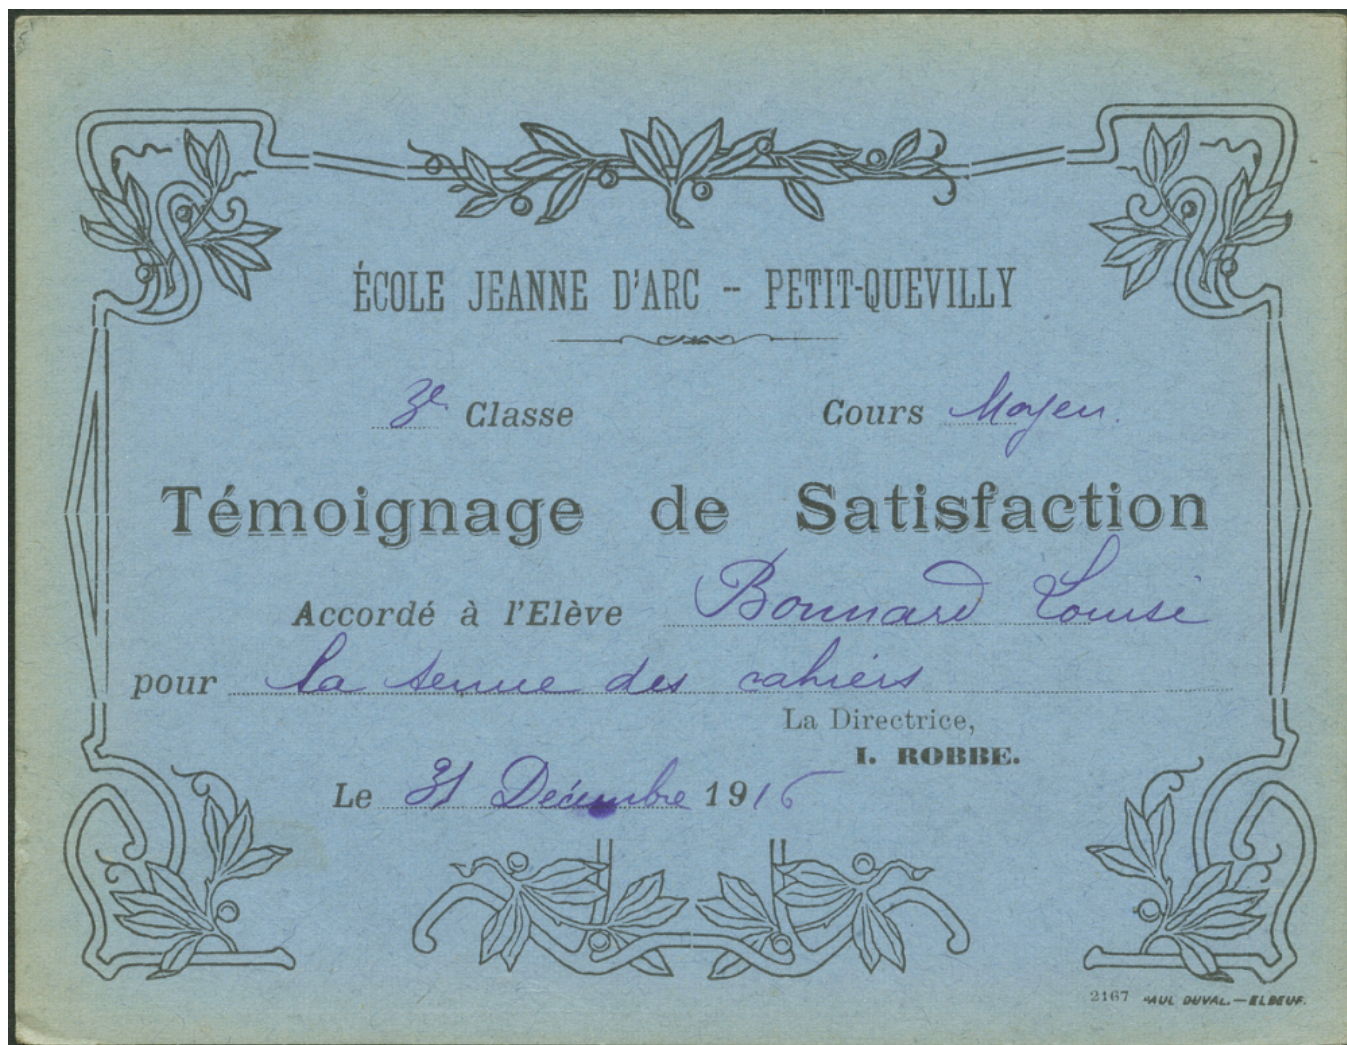 ÉCOLE JEANNE D'ARC -- PETIT-QUEVILLY
3e Classe Cours Moyen.
Témoignage de Satisfaction
Accordé à l'Elève Bonnard Louise
pour la tenue des cahiers
La Directrice,
I. ROBBE.
Le 31 Décembre 1916
2167 PAUL DUVAL.—ELBEUF.